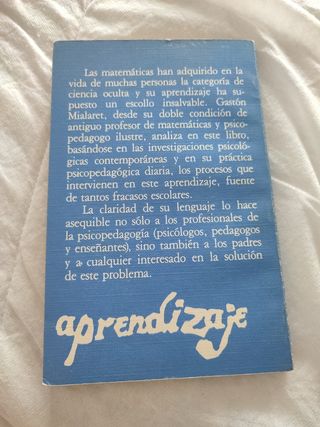 Las matemáticas han adquirido en la
vida de muchas personas la categoría de
ciencia oculta y su aprendizaje ha su-
puesto un escollo insalvable. Gastón
Mialaret, desde su doble condición de
antiguo profesor de matemáticas y psico-
pedagogo ilustre, analiza en este libro,
basándose en las investigaciones psicoló-
gicas contemporáneas y en su práctica
psicopedagógica diaria, los procesos que
intervienen en este aprendizaje, fuente
de tantos fracasos escolares.
La claridad de su lenguaje lo hace
asequible no sólo a los profesionales de
la psicopedagogía (psicólogos, pedagogos
y enseñantes), sino también a los padres
y a cualquier interesado en la solución
de este problema.
aprendizaje